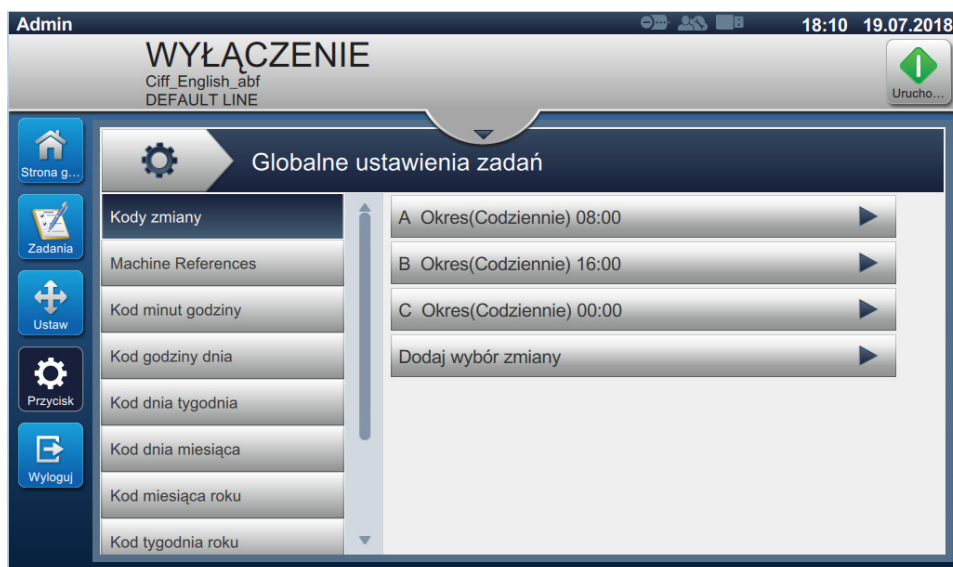 Admin
18:10 19.07.2018
WYŁĄCZENIE
Ciff_English_abf
DEFAULT LINE
Urucho...
Strona g...
Zadania
Ustaw
Przycisk
Wyloguj
Globalne ustawienia zadań
Kody zmiany
Machine References
Kod minut godziny
Kod godziny dnia
Kod dnia tygodnia
Kod dnia miesiąca
Kod miesiąca roku
Kod tygodnia roku
A Okres(Codziennie) 08:00
B Okres(Codziennie) 16:00
C Okres(Codziennie) 00:00
Dodaj wybór zmiany